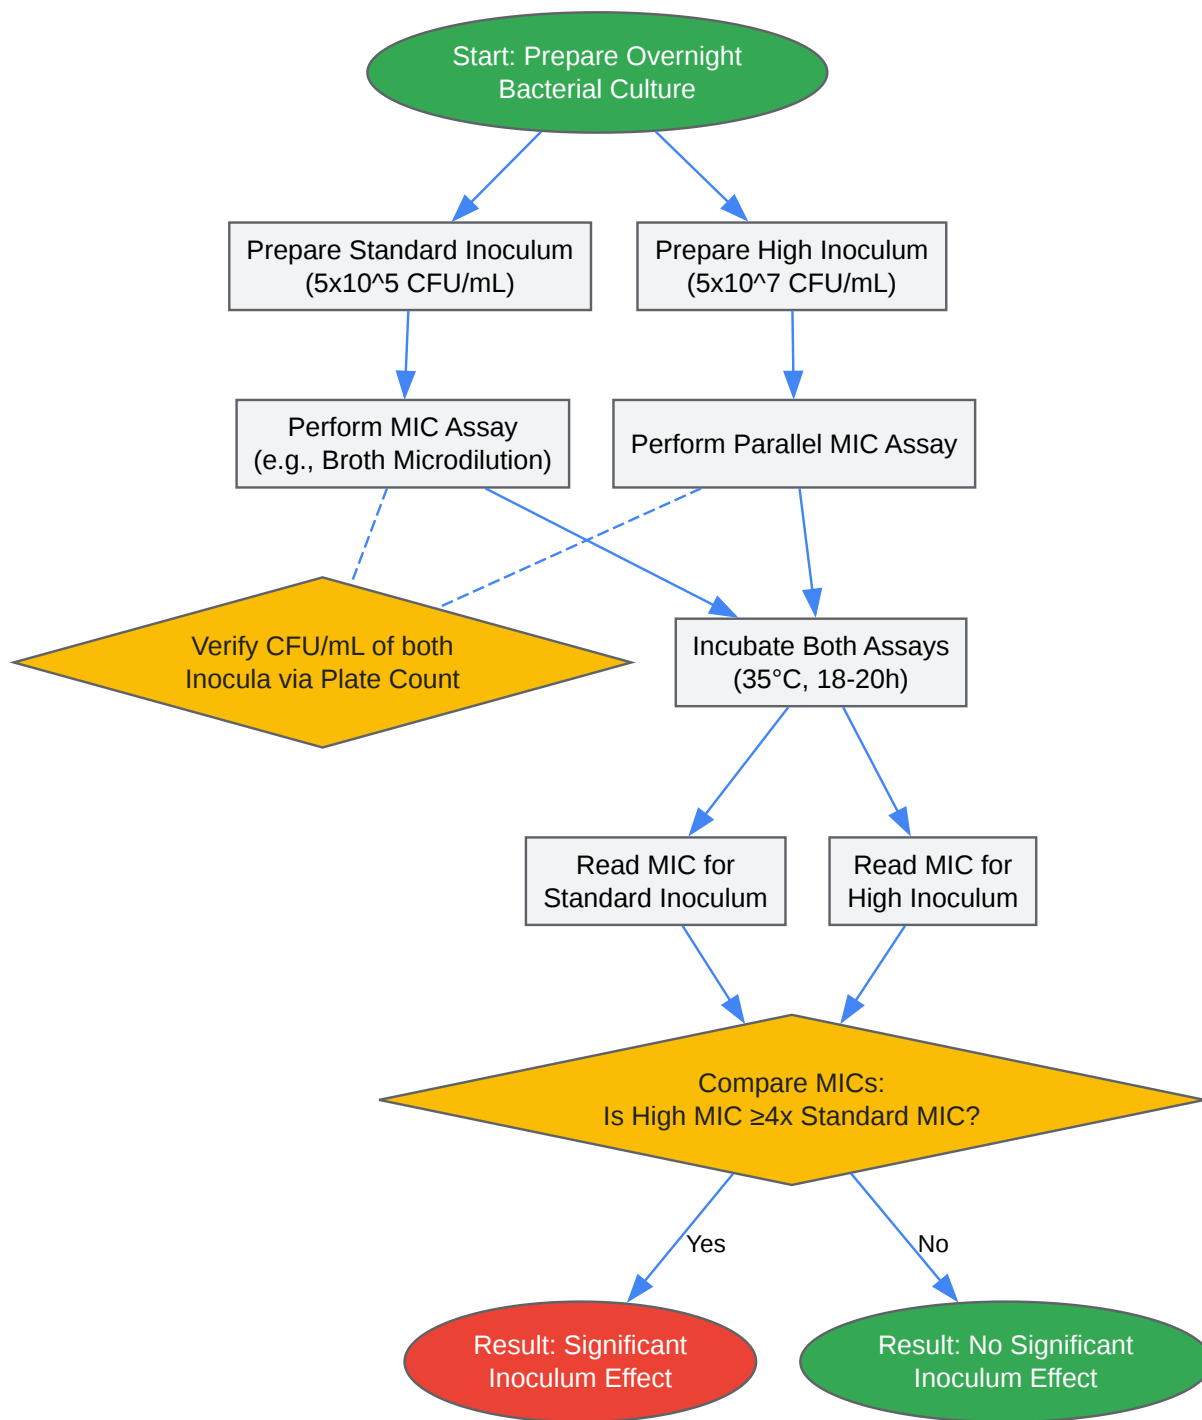 Start: Prepare Overnight
Bacterial Culture
Prepare Standard Inoculum
(5x10^5 CFU/mL)
Prepare High Inoculum
(5x10^7 CFU/mL)
Perform MIC Assay
(e.g., Broth Microdilution)
Perform Parallel MIC Assay
Verify CFU/mL of both
Inocula via Plate Count
Incubate Both Assays
(35°C, 18-20h)
Read MIC for
Standard Inoculum
Read MIC for
High Inoculum
Compare MICs:
Is High MIC ≥4x Standard MIC?
Yes
No
Result: Significant
Inoculum Effect
Result: No Significant
Inoculum Effect